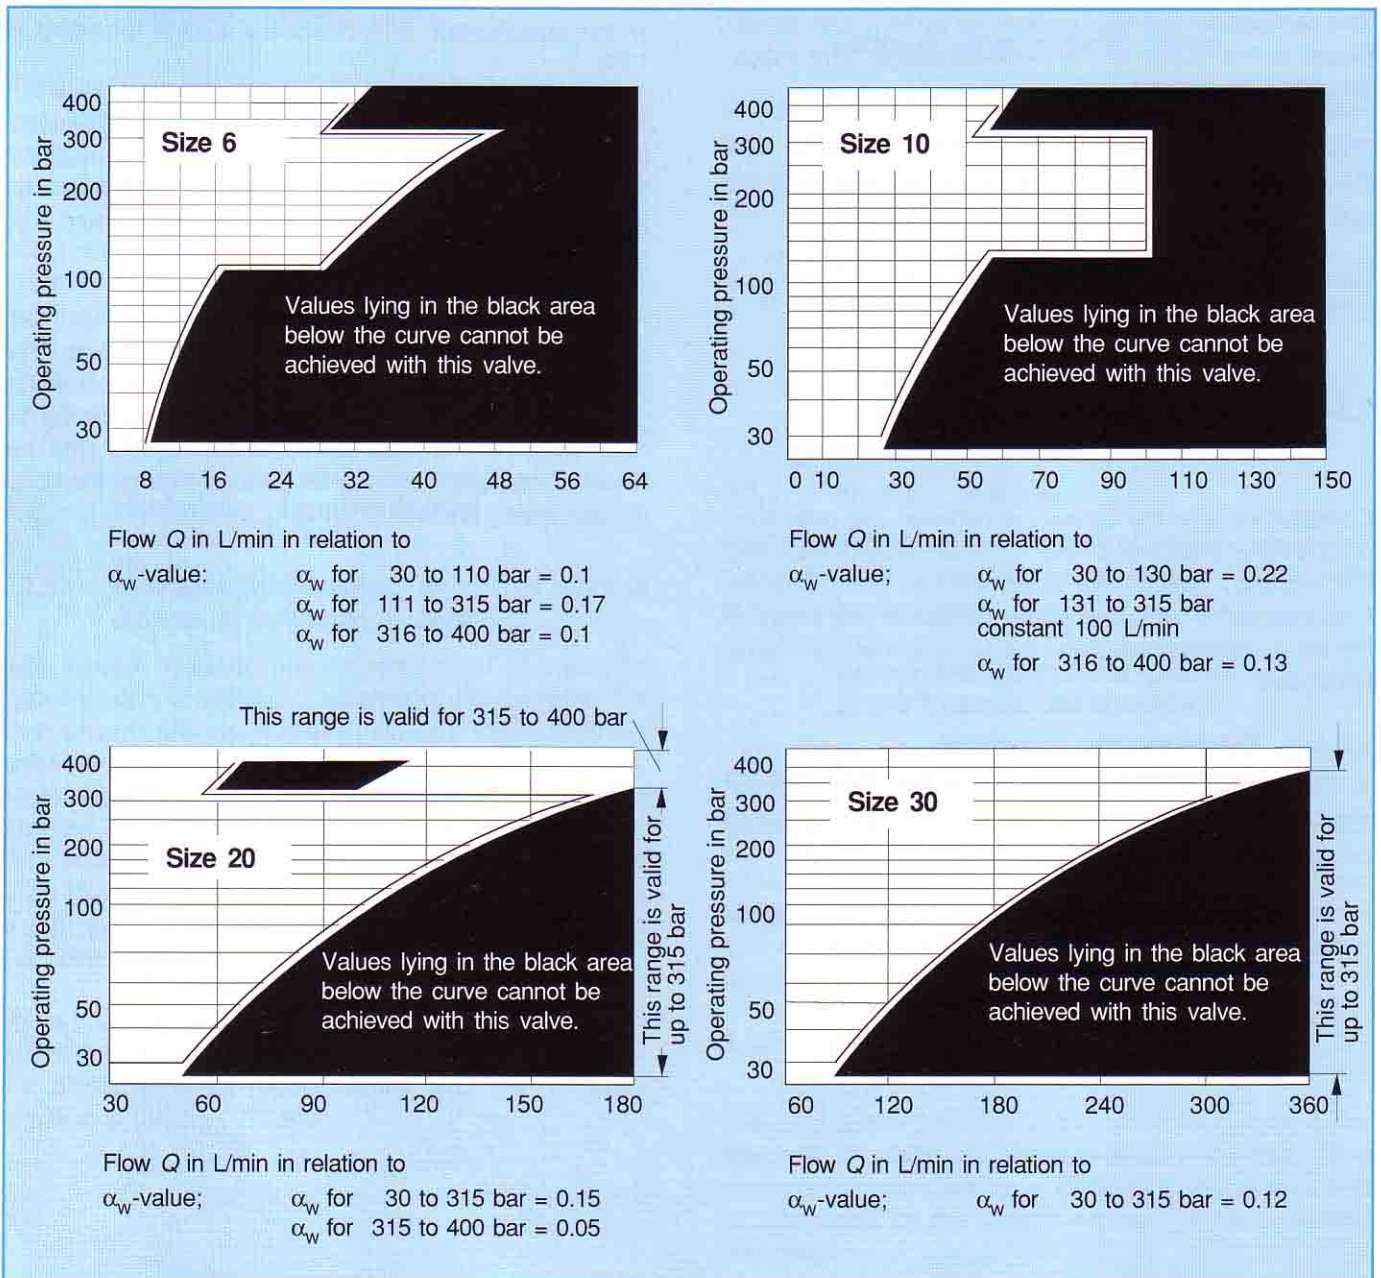 400
300
200
100
50
30
Operating pressure in bar
Size 6
Values lying in the black area
below the curve cannot be
achieved with this valve.
8 16 24 32 40 48 56 64
Flow Q in L/min in relation to
αw-value: αw for 30 to 110 bar = 0.1
αw for 111 to 315 bar = 0.17
αw for 316 to 400 bar = 0.1
400
300
200
100
50
30
Operating pressure in bar
Size 10
Values lying in the black area
below the curve cannot be
achieved with this valve.
0 10 30 50 70 90 110 130 150
Flow Q in L/min in relation to
αw-value; αw for 30 to 130 bar = 0.22
αw for 131 to 315 bar
constant 100 L/min
αw for 316 to 400 bar = 0.13
This range is valid for 315 to 400 bar
400
300
200
100
50
30
Operating pressure in bar
Size 20
Values lying in the black area
below the curve cannot be
achieved with this valve.
This range is valid for
up to 315 bar
30 60 90 120 150 180
Flow Q in L/min in relation to
αw-value; αw for 30 to 315 bar = 0.15
αw for 315 to 400 bar = 0.05
400
300
200
100
50
30
Operating pressure in bar
Size 30
Values lying in the black area
below the curve cannot be
achieved with this valve.
This range is valid for
up to 315 bar
60 120 180 240 300 360
Flow Q in L/min in relation to
αw-value; αw for 30 to 315 bar = 0.12